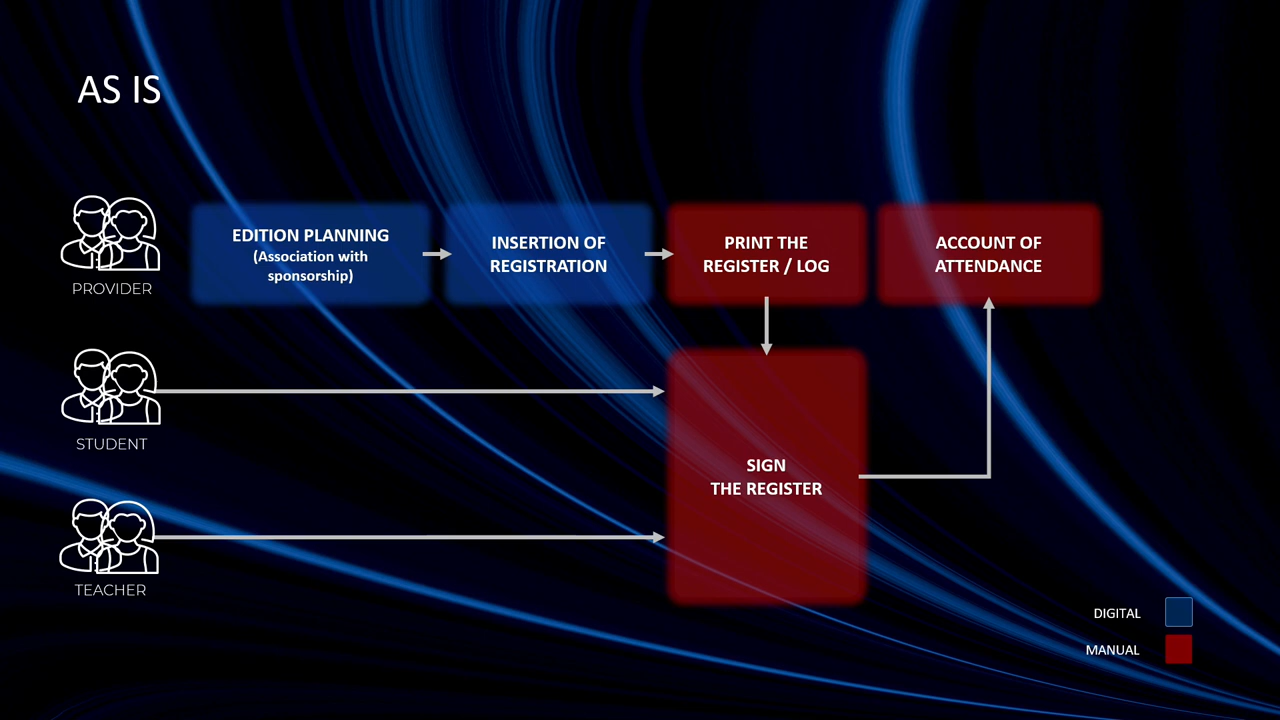 AS IS
PROVIDER
EDITION PLANNING
(Association with
sponsorship)
INSERTION OF
REGISTRATION
PRINT THE
REGISTER / LOG
ACCOUNT OF
ATTENDANCE
STUDENT
SIGN
THE REGISTER
TEACHER
DIGITAL
MANUAL